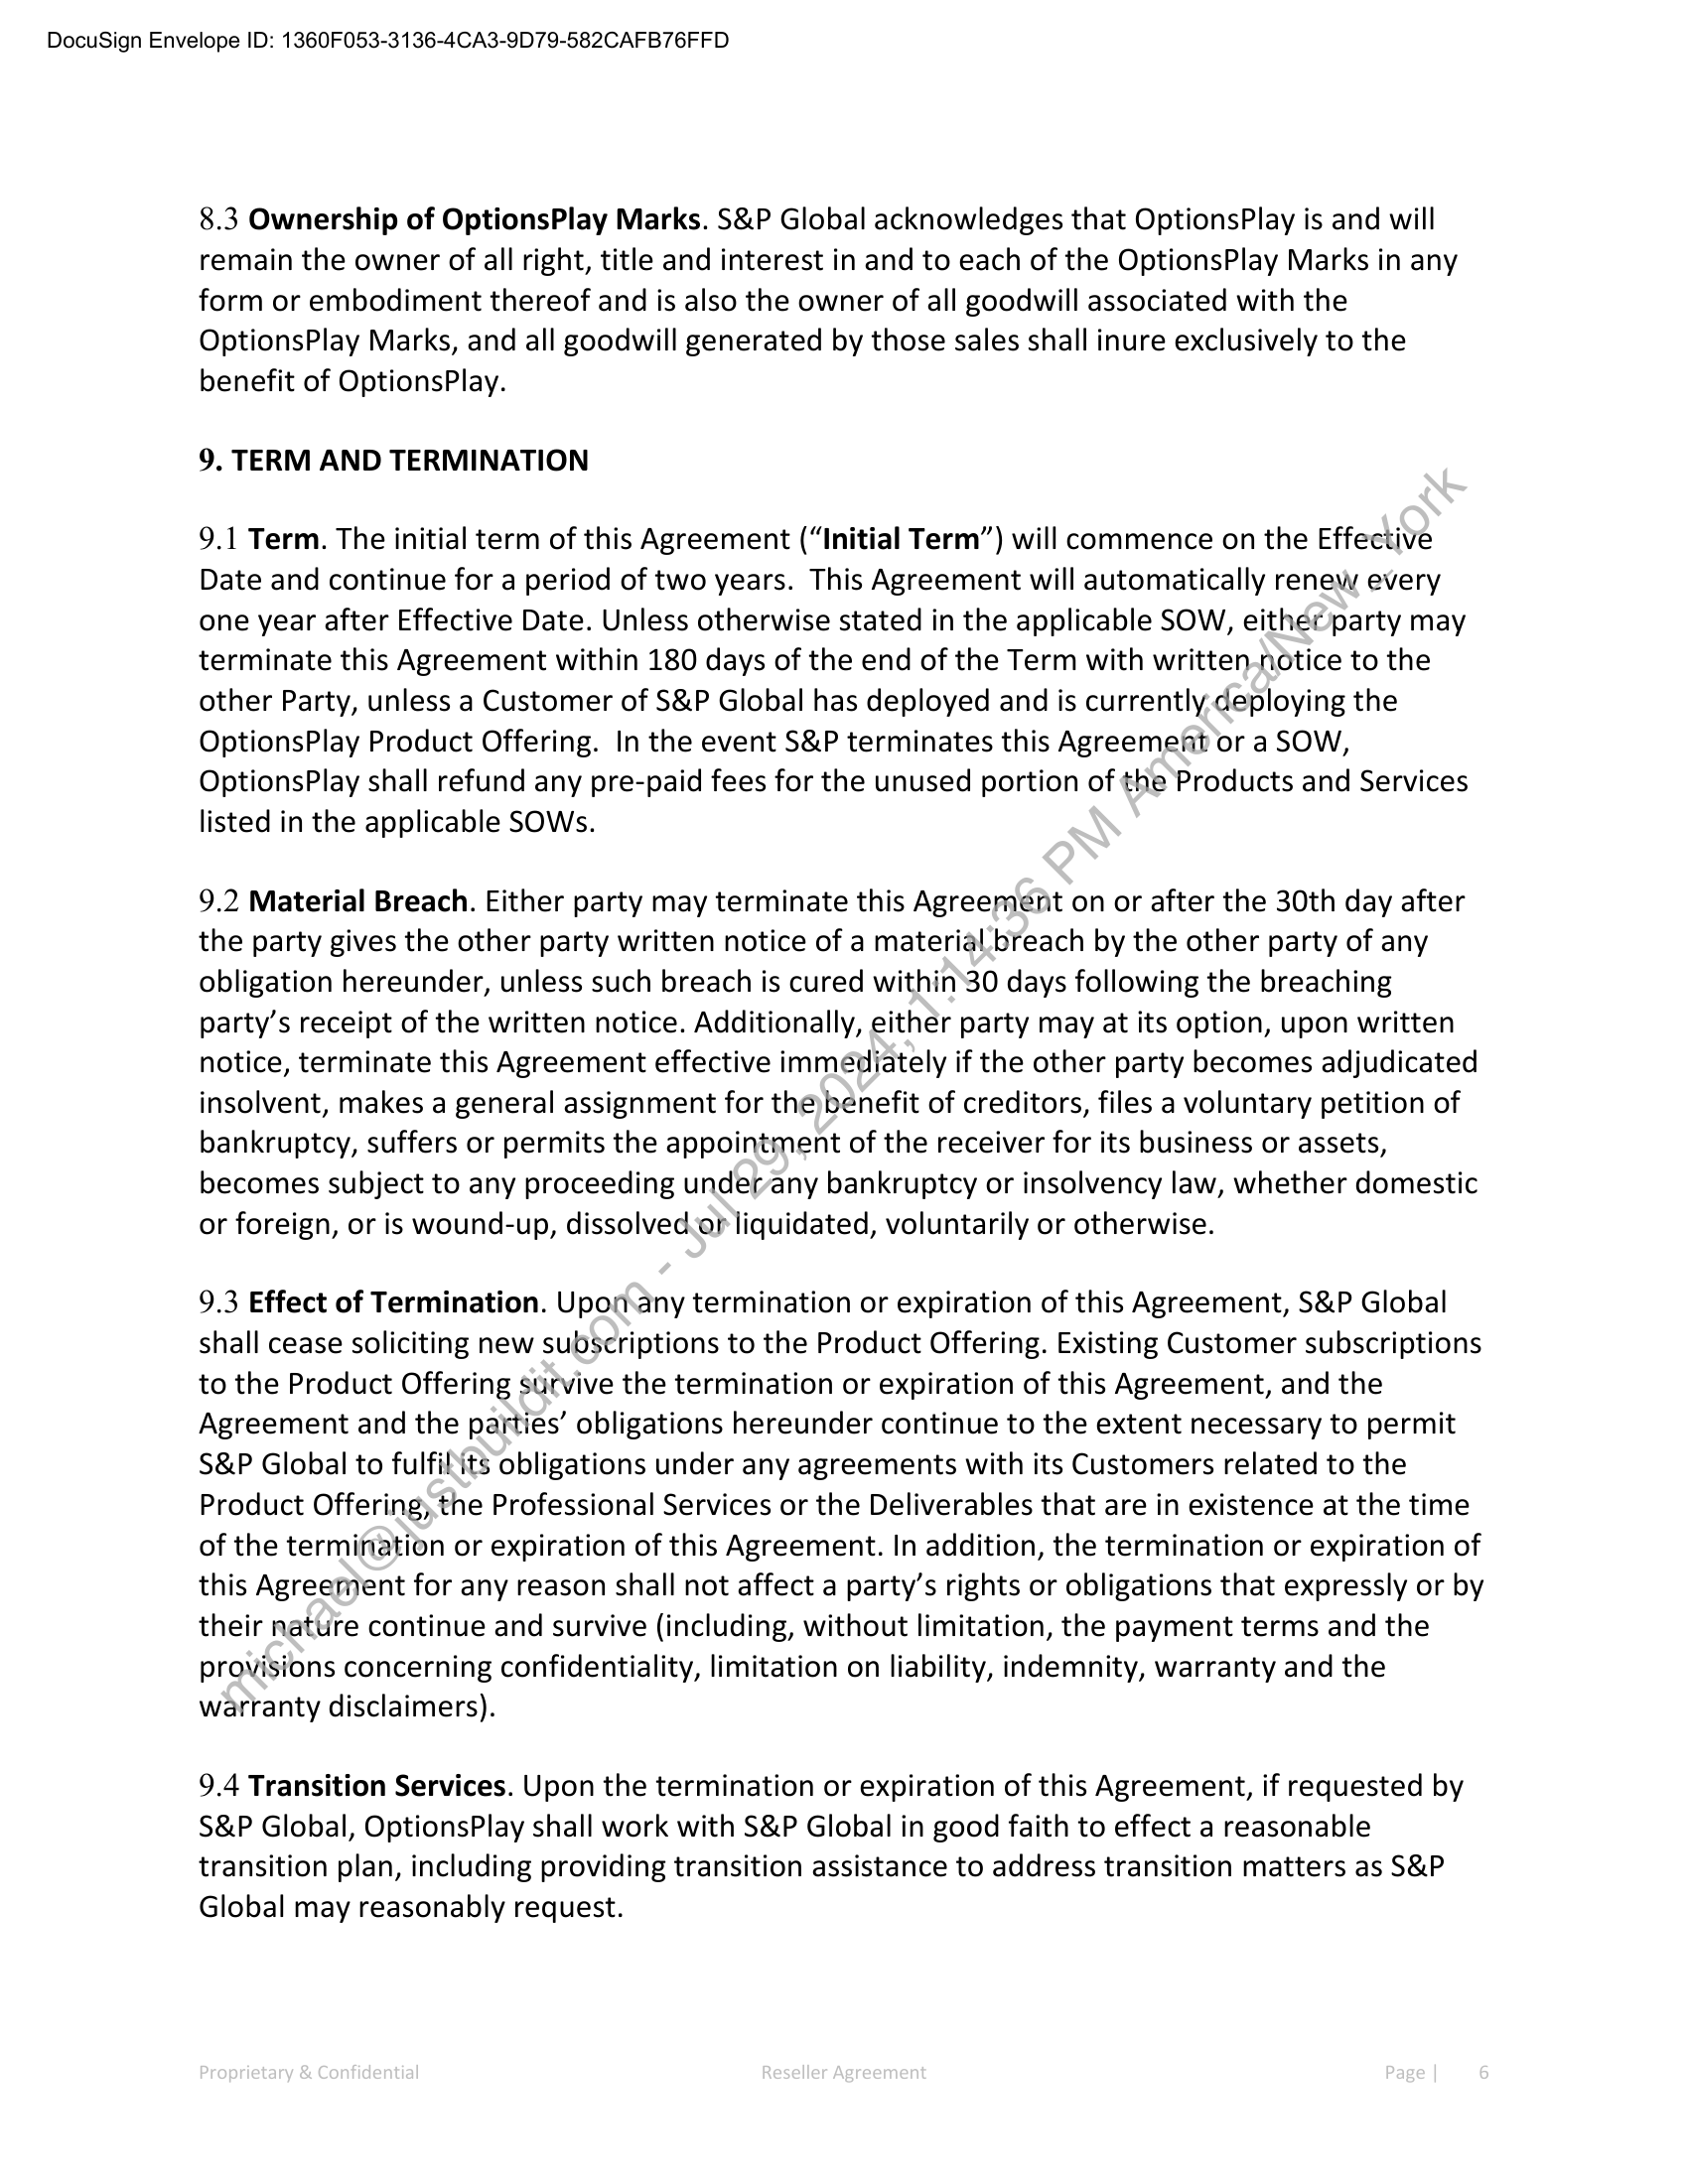 DocuSign Envelope ID: 1360F053-3136-4CA3-9D79-582CAFB76FFD
8.3 Ownership of OptionsPlay Marks. S&P Global acknowledges that OptionsPlay is and will
remain the owner of all right, title and interest in and to each of the OptionsPlay Marks in any
form or embodiment thereof and is also the owner of all goodwill associated with the
OptionsPlay Marks, and all goodwill generated by those sales shall inure exclusively to the
benefit of OptionsPlay.
9. TERM AND TERMINATION
9.1 Term. The initial term of this Agreement (“Initial Term”) will commence on the Effective
Date and continue for a period of two years.  This Agreement will automatically renew every
one year after Effective Date. Unless otherwise stated in the applicable SOW, either party may
terminate this Agreement within 180 days of the end of the Term with written notice to the
other Party, unless a Customer of S&P Global has deployed and is currently deploying the
OptionsPlay Product Offering.  In the event S&P terminates this Agreement or a SOW,
OptionsPlay shall refund any pre-paid fees for the unused portion of the Products and Services
listed in the applicable SOWs.
9.2 Material Breach. Either party may terminate this Agreement on or after the 30th day after
the party gives the other party written notice of a material breach by the other party of any
obligation hereunder, unless such breach is cured within 30 days following the breaching
party’s receipt of the written notice. Additionally, either party may at its option, upon written
notice, terminate this Agreement effective immediately if the other party becomes adjudicated
insolvent, makes a general assignment for the benefit of creditors, files a voluntary petition of
bankruptcy, suffers or permits the appointment of the receiver for its business or assets,
becomes subject to any proceeding under any bankruptcy or insolvency law, whether domestic
or foreign, or is wound-up, dissolved or liquidated, voluntarily or otherwise.
9.3 Effect of Termination. Upon any termination or expiration of this Agreement, S&P Global
shall cease soliciting new subscriptions to the Product Offering. Existing Customer subscriptions
to the Product Offering survive the termination or expiration of this Agreement, and the
Agreement and the parties’ obligations hereunder continue to the extent necessary to permit
S&P Global to fulfil its obligations under any agreements with its Customers related to the
Product Offering, the Professional Services or the Deliverables that are in existence at the time
of the termination or expiration of this Agreement. In addition, the termination or expiration of
this Agreement for any reason shall not affect a party’s rights or obligations that expressly or by
their nature continue and survive (including, without limitation, the payment terms and the
provisions concerning confidentiality, limitation on liability, indemnity, warranty and the
warranty disclaimers).
9.4 Transition Services. Upon the termination or expiration of this Agreement, if requested by
S&P Global, OptionsPlay shall work with S&P Global in good faith to effect a reasonable
transition plan, including providing transition assistance to address transition matters as S&P
Global may reasonably request.
michael@justbuildit.com - Jul 29, 2024, 1:14:36 PM America/New_York
Proprietary & Confidential Reseller Agreement Page | 6